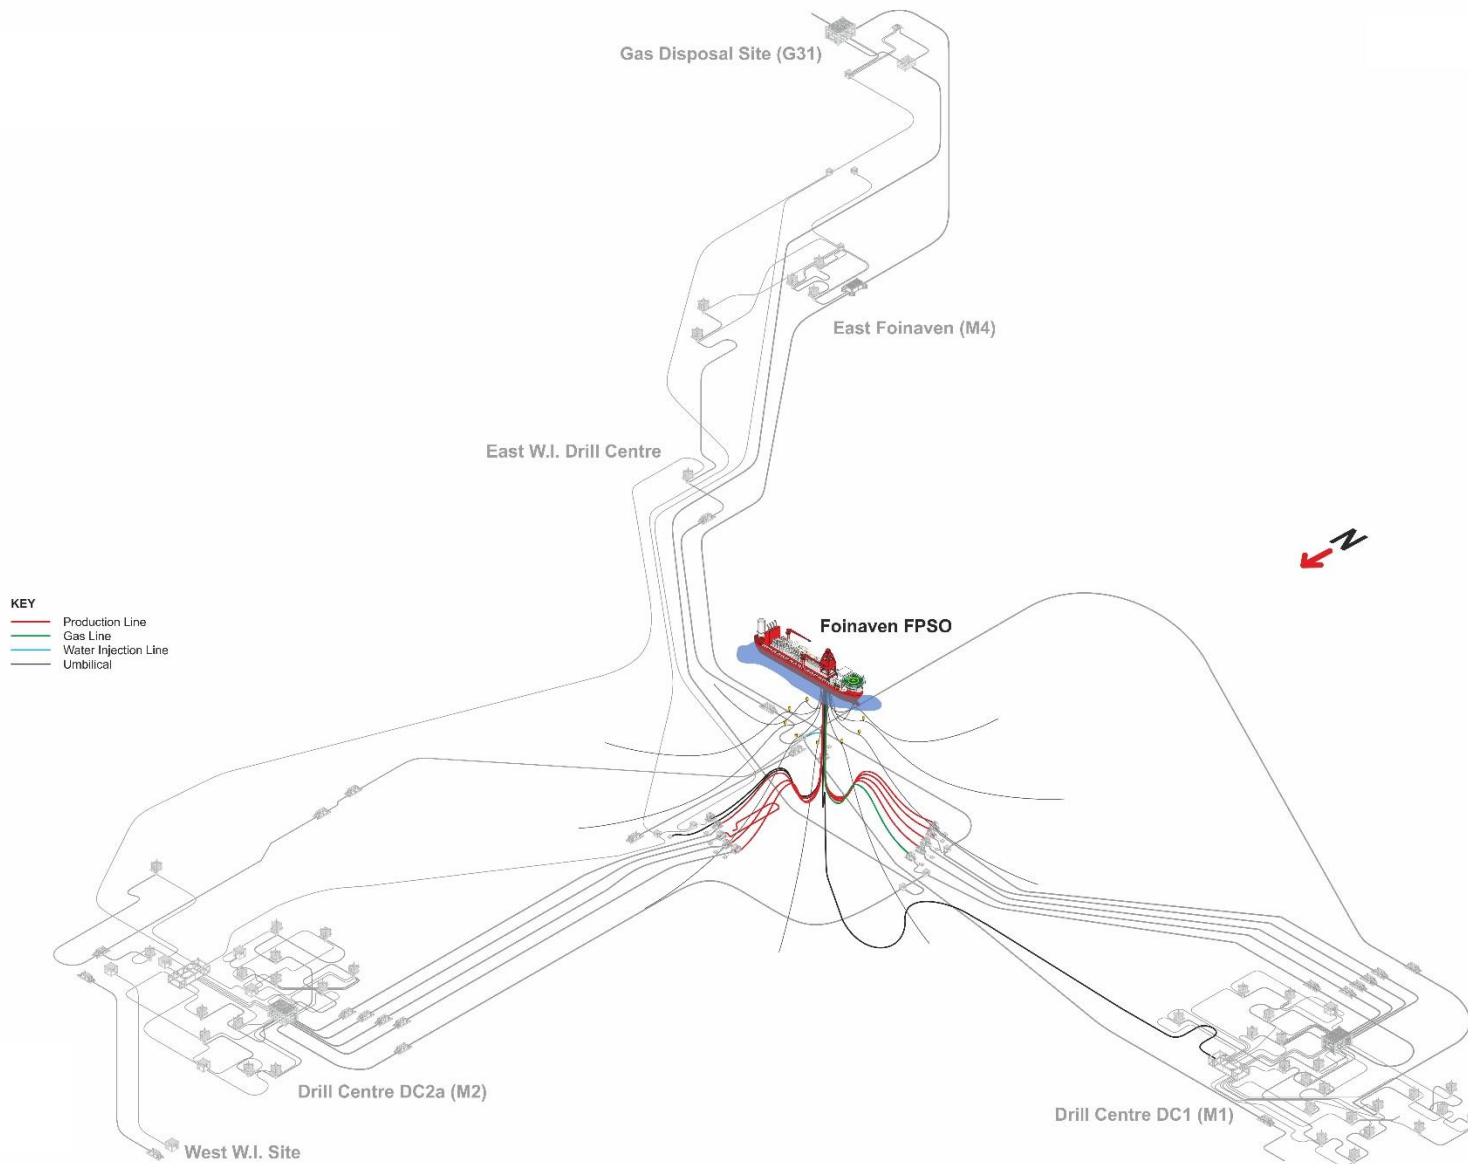 Gas Disposal Site (G31)
East Foinaven (M4)
East W.I. Drill Centre
N
KEY
Production Line
Gas Line
Water Injection Line
Umbilical
Foinaven FPSO
Drill Centre DC2a (M2)
Drill Centre DC1 (M1)
West W.I. Site